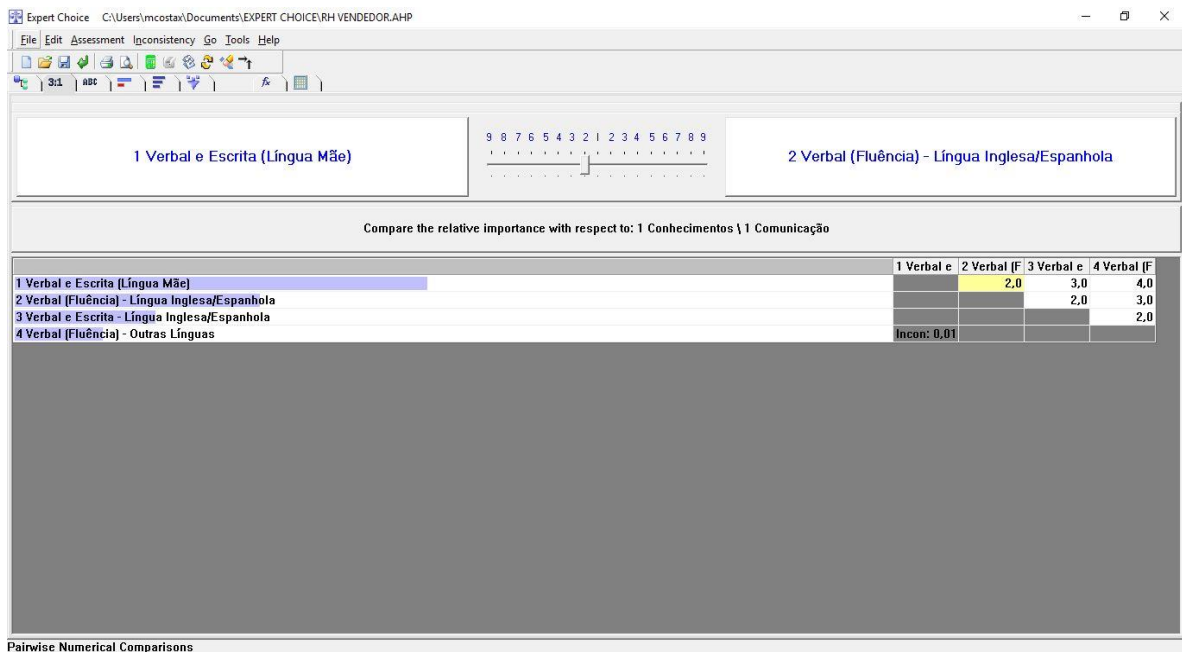 Expert Choice C:\Users\mcostax\Documents\EXPERT CHOICE\RH VENDEDOR.AHP
File Edit Assessment Inconsistency Go Tools Help
3:1 ABC fx
1 Verbal e Escrita (Língua Mãe)
9 8 7 6 5 4 3 2 1 2 3 4 5 6 7 8 9
2 Verbal (Fluência) - Língua Inglesa/Espanhola
Compare the relative importance with respect to: 1 Conhecimentos \ 1 Comunicação
1 Verbal e 2 Verbal (F 3 Verbal e 4 Verbal (F
1 Verbal e Escrita (Língua Mãe) 2,0 3,0 4,0
2 Verbal (Fluência) - Língua Inglesa/Espanhola 2,0 3,0
3 Verbal e Escrita - Língua Inglesa/Espanhola 2,0
4 Verbal (Fluência) - Outras Línguas Incon: 0,01
Pairwise Numerical Comparisons